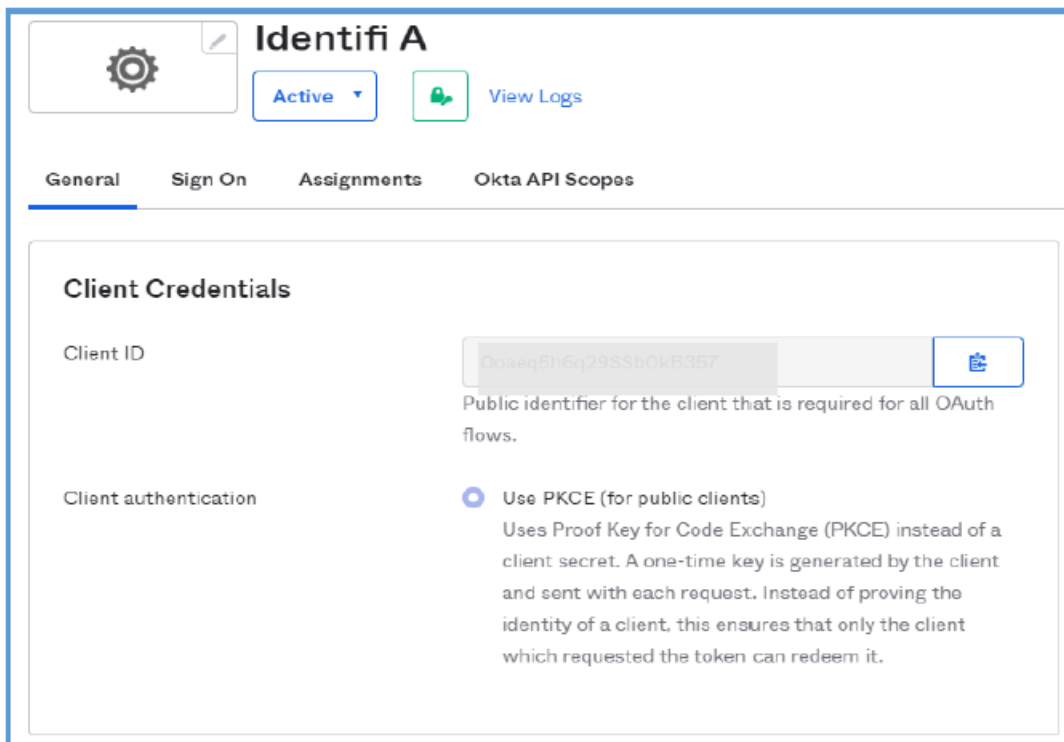 Identifi A
Active
View Logs
General Sign On Assignments Okta API Scopes
Client Credentials
Client ID
Public identifier for the client that is required for all OAuth
flows.
Client authentication
Use PKCE (for public clients)
Uses Proof Key for Code Exchange (PKCE) instead of a
client secret. A one-time key is generated by the client
and sent with each request. Instead of proving the
identity of a client, this ensures that only the client
which requested the token can redeem it.